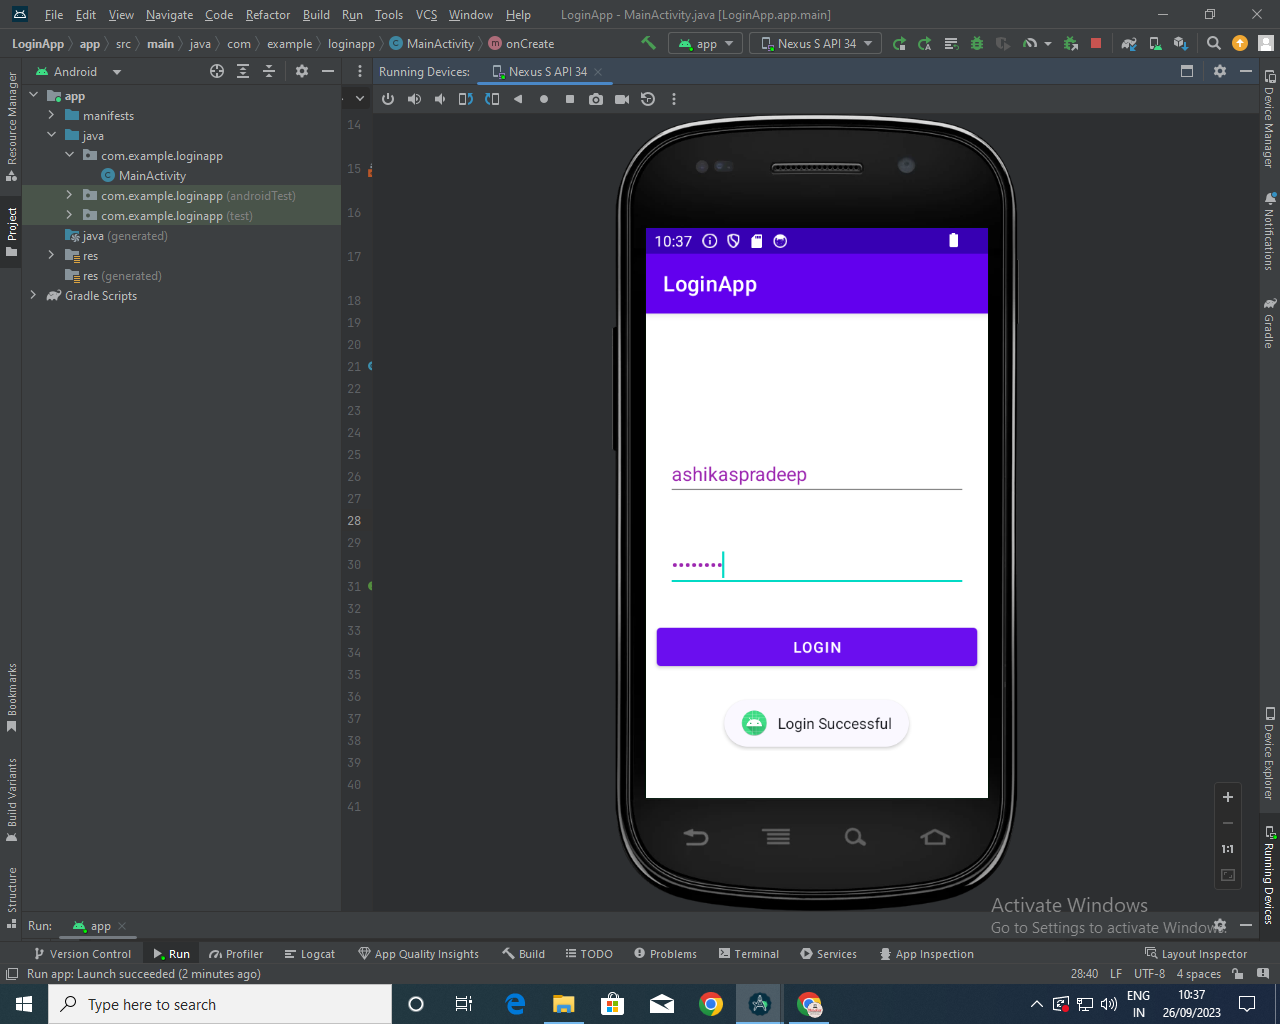 File Edit View Navigate Code Refactor Build Run Tools VCS Window Help LoginApp - MainActivity.java [LoginApp.app.main]
LoginApp app src main java com example loginapp MainActivity onCreate app Nexus S API 34
Android Running Devices: Nexus S API 34
Resource Manager
Project
Bookmarks
Build Variants
Structure
app
manifests
java
com.example.loginapp
MainActivity
com.example.loginapp (androidTest)
com.example.loginapp (test)
java (generated)
res
res (generated)
Gradle Scripts
14
15
16
17
18
19
20
21
22
23
24
25
26
27
28
29
30
31
32
33
34
35
36
37
38
39
40
41
10:37
LoginApp
ashikaspradeep
••••••••
LOGIN
Login Successful
Device Manager
Notifications
Gradle
Device Explorer
Running Devices
1:1
Activate Windows
Go to Settings to activate Windows.
Run: app
Version Control Run Profiler Logcat App Quality Insights Build TODO Problems Terminal Services App Inspection Layout Inspector
Run app: Launch succeeded (2 minutes ago) 28:40 LF UTF-8 4 spaces
Type here to search
ENG
IN
10:37
26/09/2023